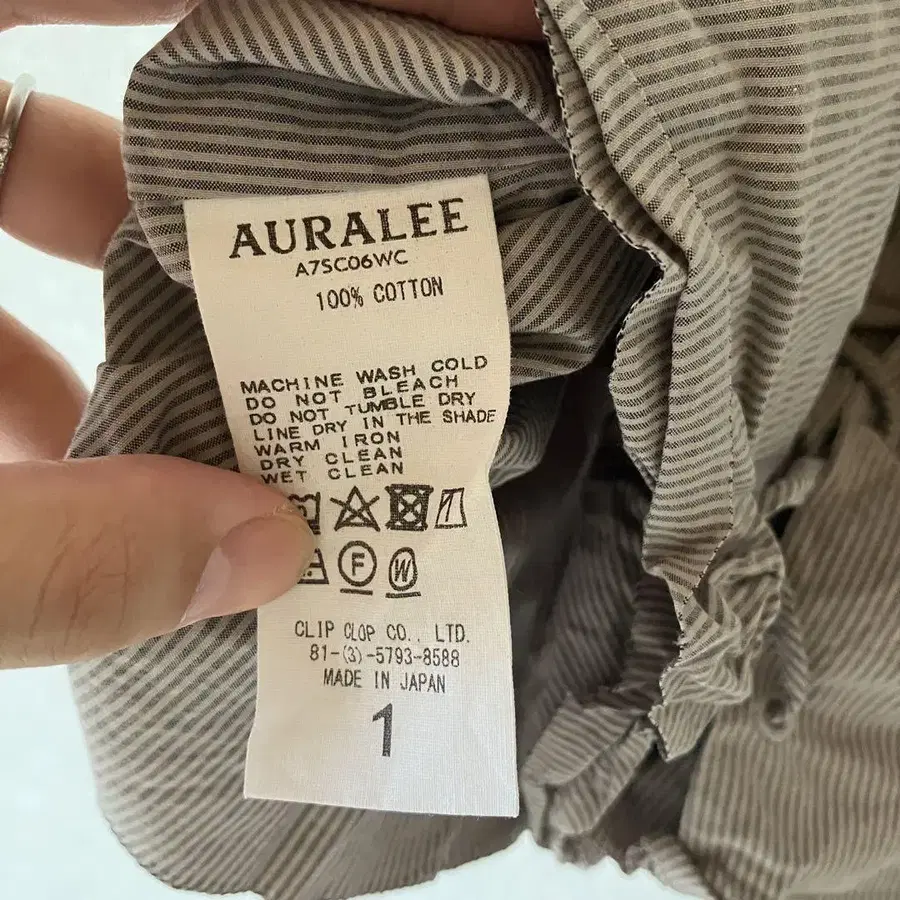 AURALEE
A7SC06WC
100% COTTON
MACHINE WASH COLD
DO NOT BLEACH
DO NOT TUMBLE DRY
LINE DRY IN THE SHADE
WARM IRON
DRY CLEAN
WET CLEAN
F W
CLIP CLOP CO., LTD.
81-(3)-5793-8588
MADE IN JAPAN
1